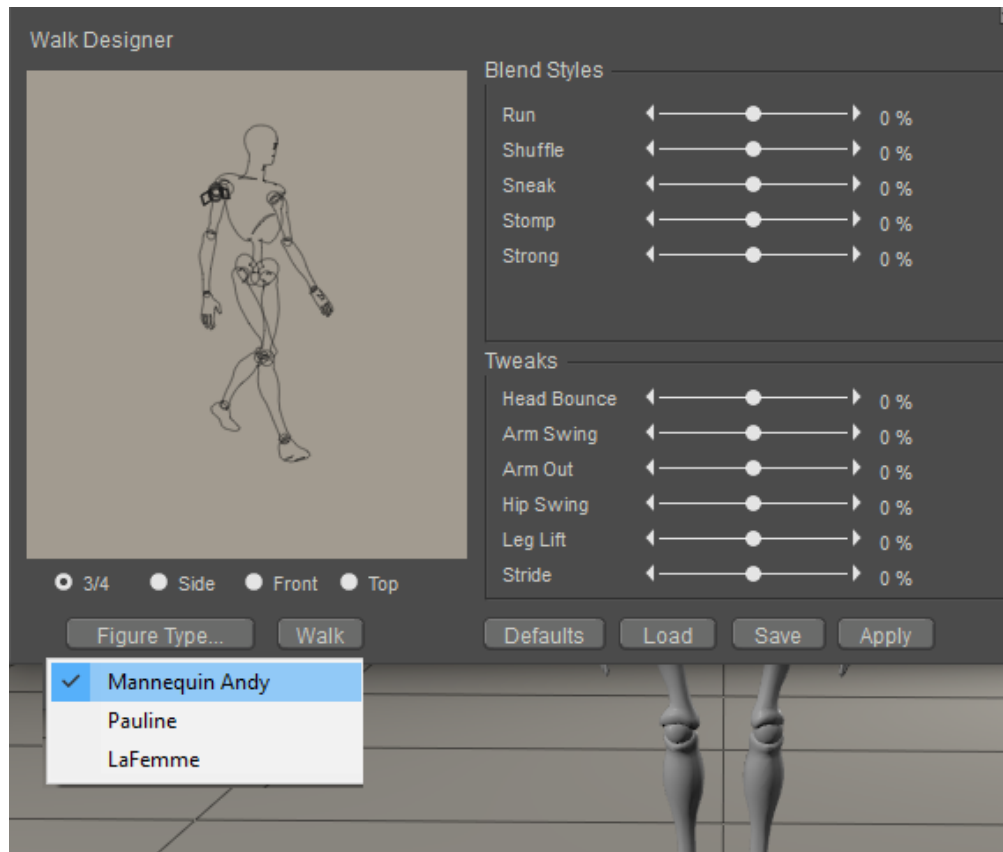 Walk Designer
Blend Styles
Run 0 %
Shuffle 0 %
Sneak 0 %
Stomp 0 %
Strong 0 %
Tweaks
Head Bounce 0 %
Arm Swing 0 %
Arm Out 0 %
Hip Swing 0 %
Leg Lift 0 %
Stride 0 %
3/4 Side Front Top
Figure Type... Walk Defaults Load Save Apply
Mannequin Andy
Pauline
LaFemme